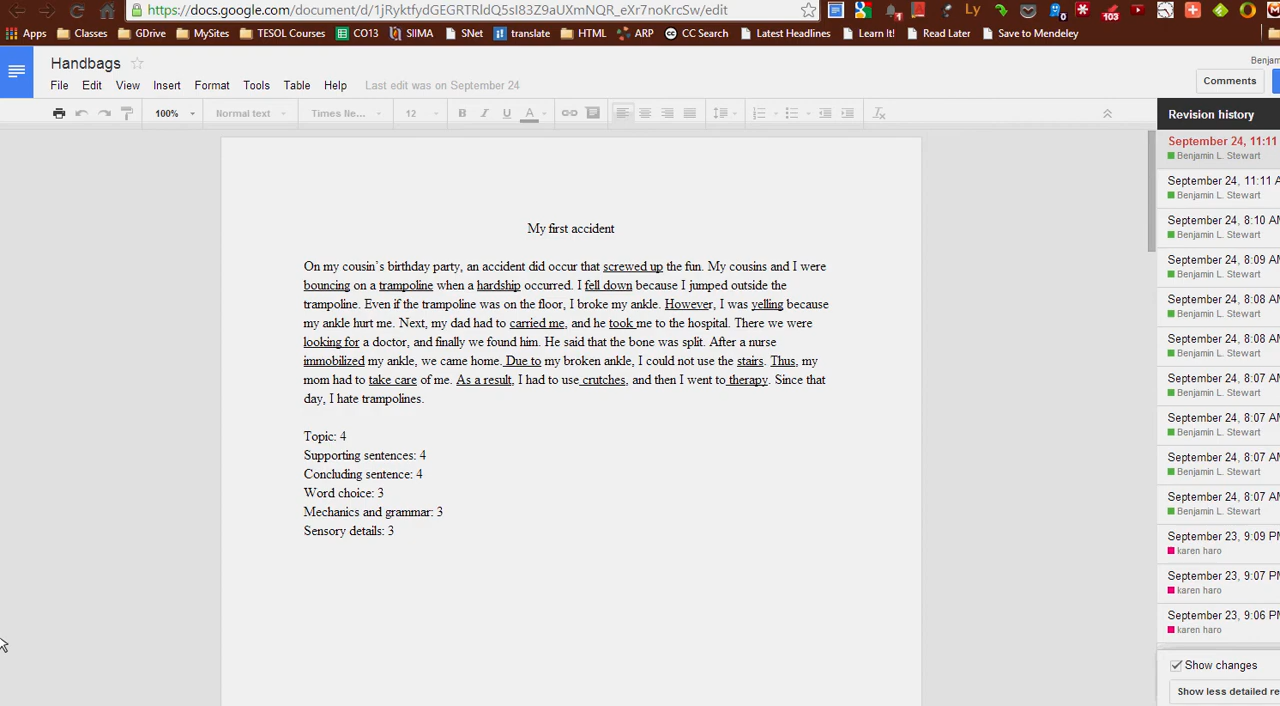 https://docs.google.com/document/d/1jRyktfydGEGRTRldQ5sI83Z9aUXmNQR_eXr7noKrcSw/edit
Apps Classes GDrive MySites TESOL Courses CO13 SIIMA SNet translate HTML ARP CC Search Latest Headlines Learn It! Read Later Save to Mendeley
Handbags
Benjam
File Edit View Insert Format Tools Table Help Last edit was on September 24
Comments
100% Normal text Times Ne... 12 B I U A
Revision history
September 24, 11:11
Benjamin L. Stewart
September 24, 11:11 A
Benjamin L. Stewart
September 24, 8:10 AM
Benjamin L. Stewart
September 24, 8:09 AM
Benjamin L. Stewart
September 24, 8:08 AM
Benjamin L. Stewart
September 24, 8:08 AM
Benjamin L. Stewart
September 24, 8:07 AM
Benjamin L. Stewart
September 24, 8:07 AM
Benjamin L. Stewart
September 24, 8:07 AM
Benjamin L. Stewart
September 24, 8:07 AM
Benjamin L. Stewart
September 23, 9:09 PM
karen haro
September 23, 9:07 PM
karen haro
September 23, 9:06 PM
karen haro
Show changes
Show less detailed re
My first accident
On my cousin's birthday party, an accident did occur that screwed up the fun. My cousins and I were
bouncing on a trampoline when a hardship occurred. I fell down because I jumped outside the
trampoline. Even if the trampoline was on the floor, I broke my ankle. However, I was yelling because
my ankle hurt me. Next, my dad had to carried me, and he took me to the hospital. There we were
looking for a doctor, and finally we found him. He said that the bone was split. After a nurse
immobilized my ankle, we came home. Due to my broken ankle, I could not use the stairs. Thus, my
mom had to take care of me. As a result, I had to use crutches, and then I went to therapy. Since that
day, I hate trampolines.
Topic: 4
Supporting sentences: 4
Concluding sentence: 4
Word choice: 3
Mechanics and grammar: 3
Sensory details: 3